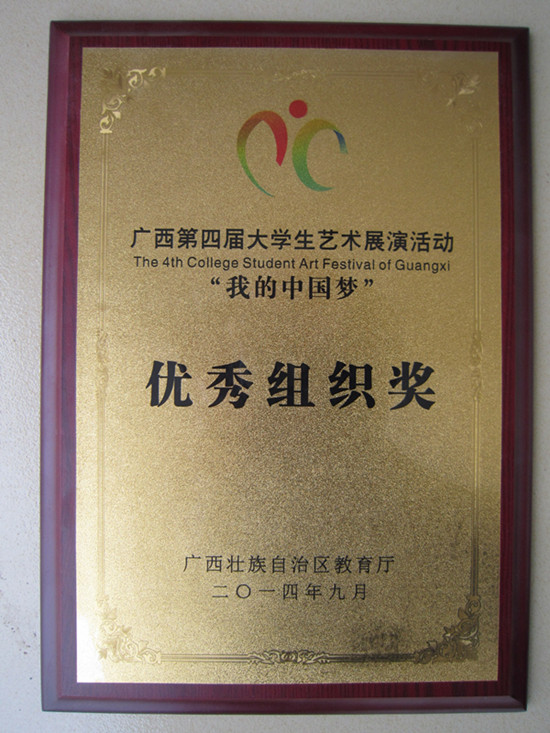 广西第四届大学生艺术展演活动
The 4th College Student Art Festival of Guangxi
“我的中国梦”
优秀组织奖
广西壮族自治区教育厅
二〇一四年九月